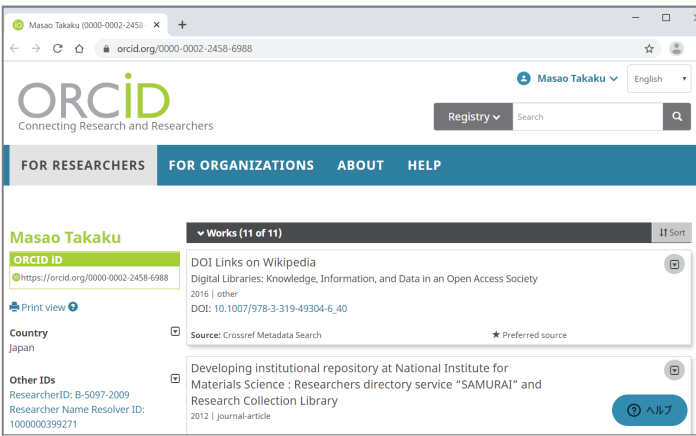 Masao Takaku (0000-0002-2458-
orcid.org/0000-0002-2458-6988
Masao Takaku
English
ORCiD
Connecting Research and Researchers
Registry
Search
FOR RESEARCHERS FOR ORGANIZATIONS ABOUT HELP
Masao Takaku
ORCID iD
iD https://orcid.org/0000-0002-2458-6988
Print view ?
Country
Japan
Other IDs
ResearcherID: B-5097-2009
Researcher Name Resolver ID:
1000000399271
Works (11 of 11)
Sort
DOI Links on Wikipedia
Digital Libraries: Knowledge, Information, and Data in an Open Access Society
2016 | other
DOI: 10.1007/978-3-319-49304-6_40
Source: Crossref Metadata Search
★ Preferred source
Developing institutional repository at National Institute for
Materials Science : Researchers directory service “SAMURAI” and
Research Collection Library
2012 | journal-article
? ヘルプ